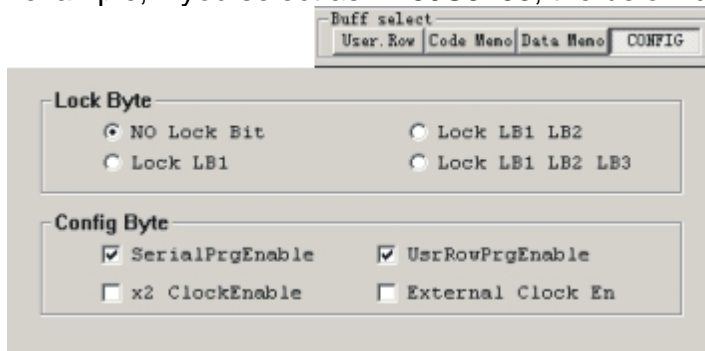 Buff select
User.Row Code Memo Data Memo CONFIG
Lock Byte
NO Lock Bit Lock LB1 LB2
Lock LB1 Lock LB1 LB2 LB3
Config Byte
SerialPrgEnable UsrRowPrgEnable
x2 ClockEnable External Clock En